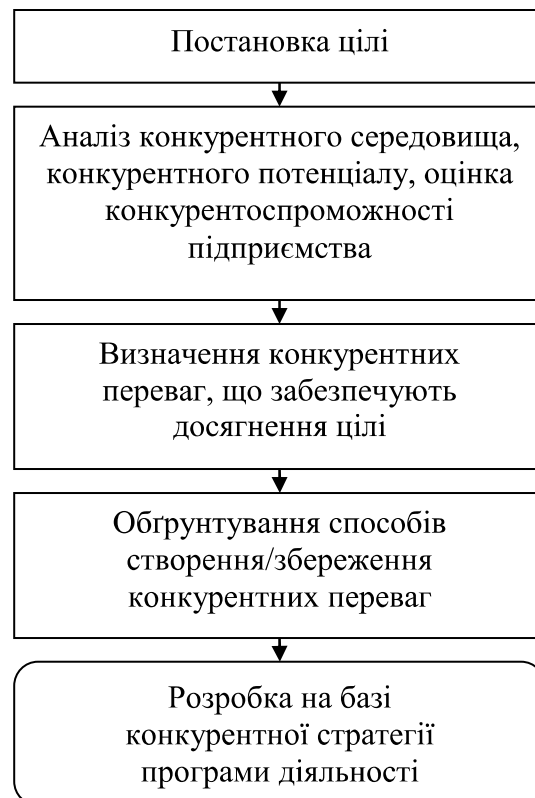 Постановка цілі
Аналіз конкурентного середовища,
конкурентного потенціалу, оцінка
конкурентоспроможності
підприємства
Визначення конкурентних
переваг, що забезпечують
досягнення цілі
Обґрунтування способів
створення/збереження
конкурентних переваг
Розробка на базі
конкурентної стратегії
програми діяльності